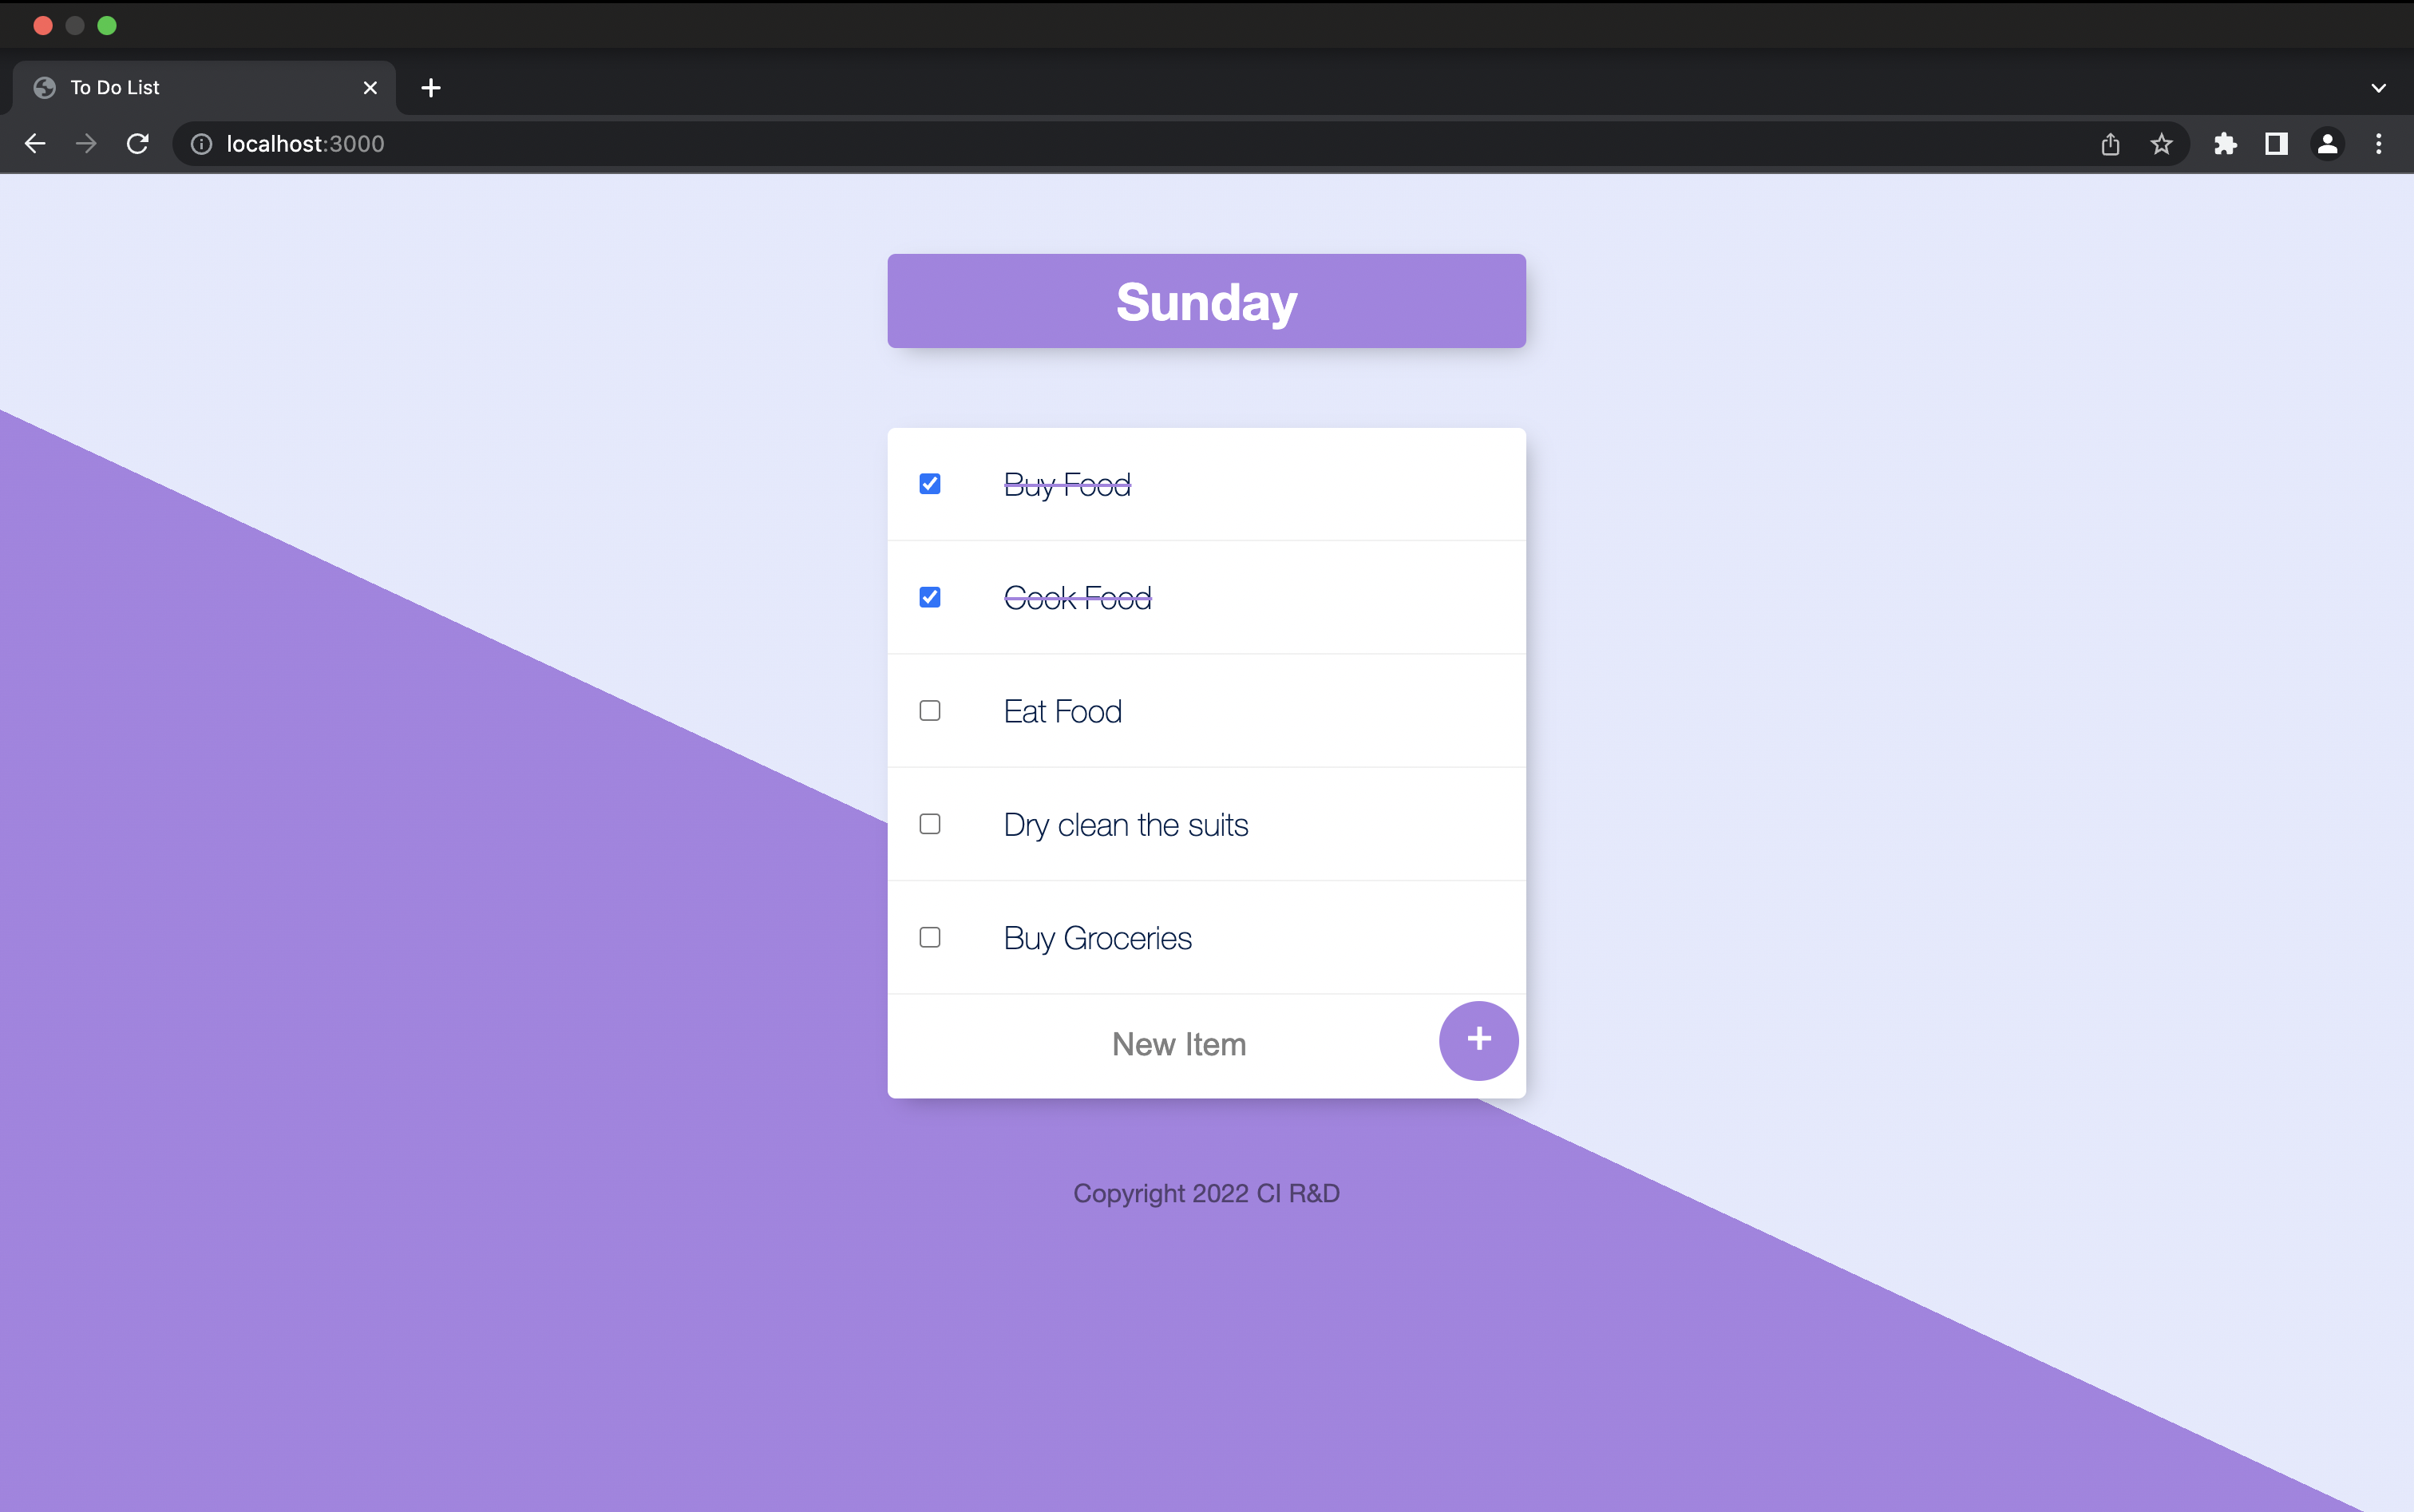 To Do List
localhost:3000
Sunday
Buy Food
Cook Food
Eat Food
Dry clean the suits
Buy Groceries
New Item
+
Copyright 2022 CI R&D